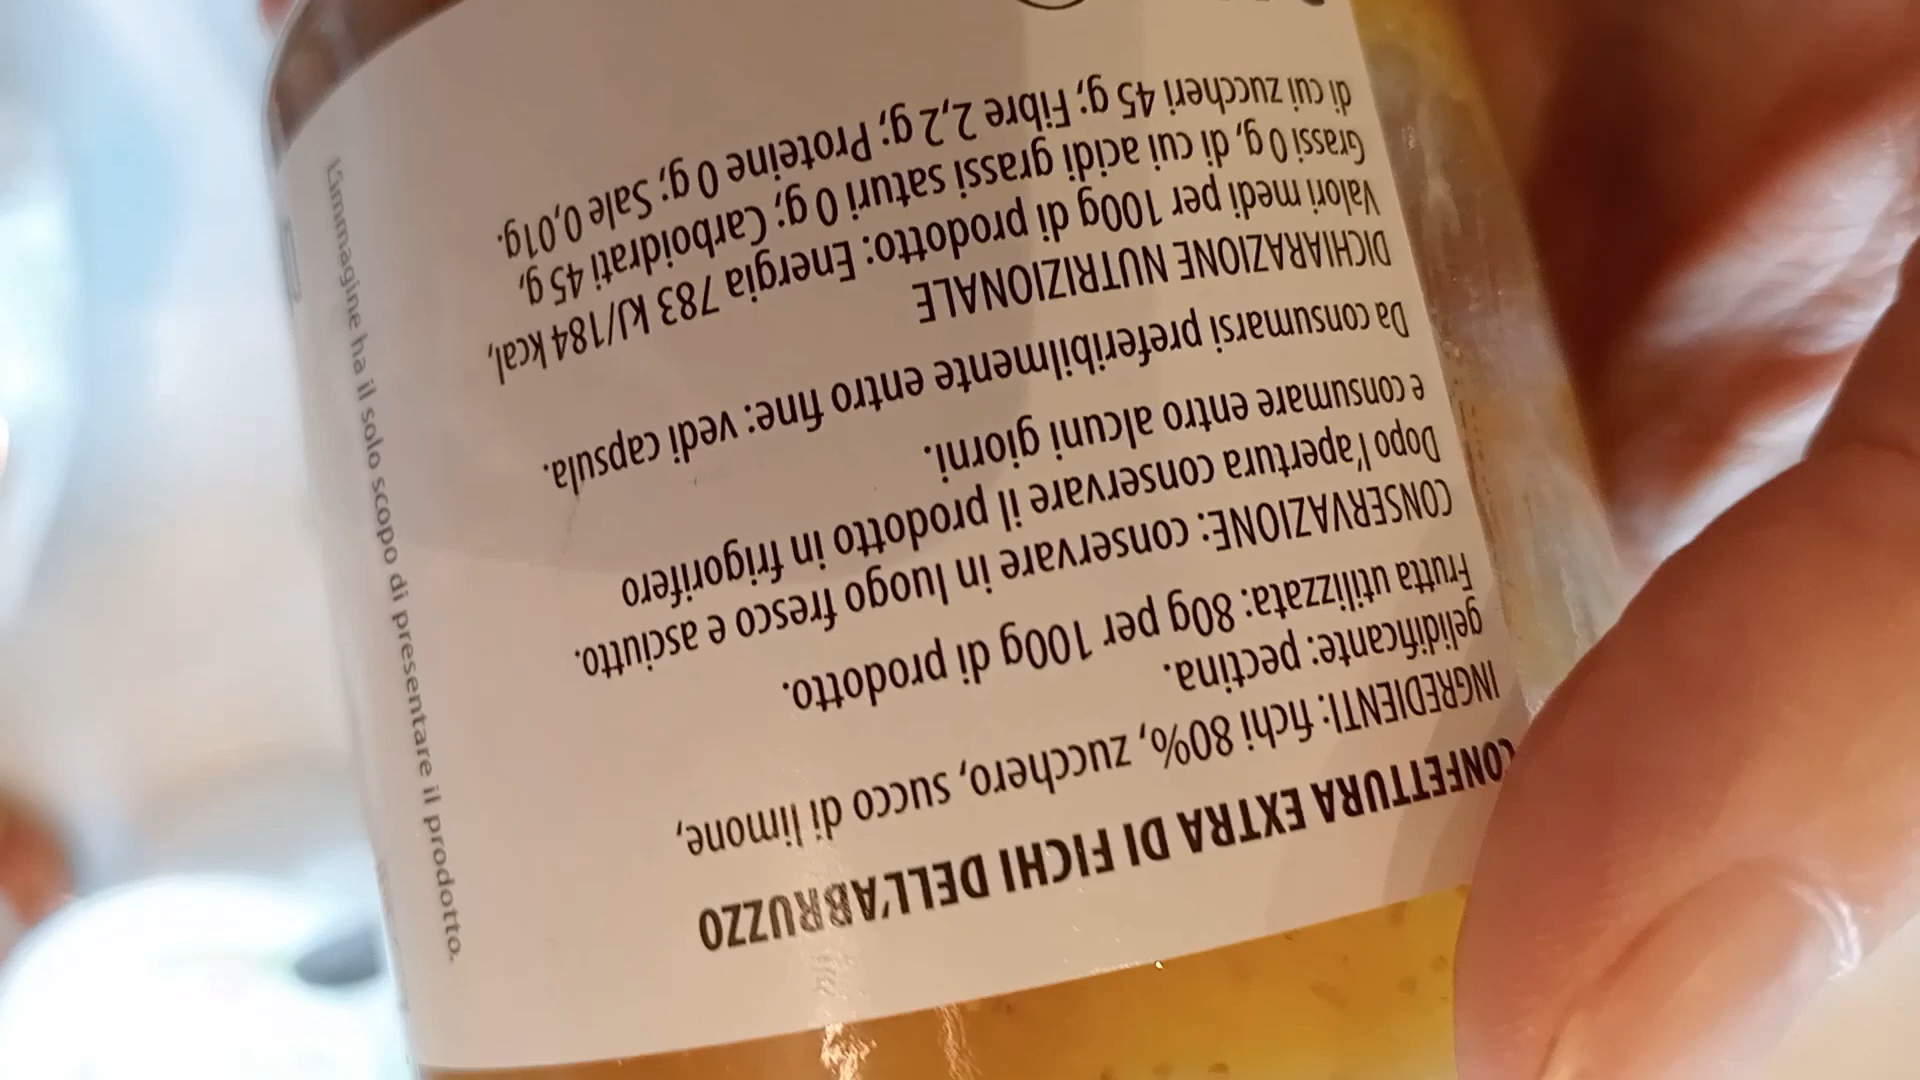 CONFETTURA EXTRA DI FICHI DELL'ABRUZZO
INGREDIENTI: fichi 80%, zucchero, succo di limone,
gelidificante: pectina.
Frutta utilizzata: 80g per 100g di prodotto.
CONSERVAZIONE: conservare in luogo fresco e asciutto.
Dopo l'apertura conservare il prodotto in frigorifero
e consumare entro alcuni giorni.
Da consumarsi preferibilmente entro fine: vedi capsula.
DICHIARAZIONE NUTRIZIONALE
Valori medi per 100g di prodotto: Energia 783 kJ/184 kcal,
Grassi 0 g, di cui acidi grassi saturi 0 g; Carboidrati 45 g,
di cui zuccheri 45 g; Fibre 2,2 g; Proteine 0 g; Sale 0,01g.
L'immagine ha il solo scopo di presentare il prodotto.